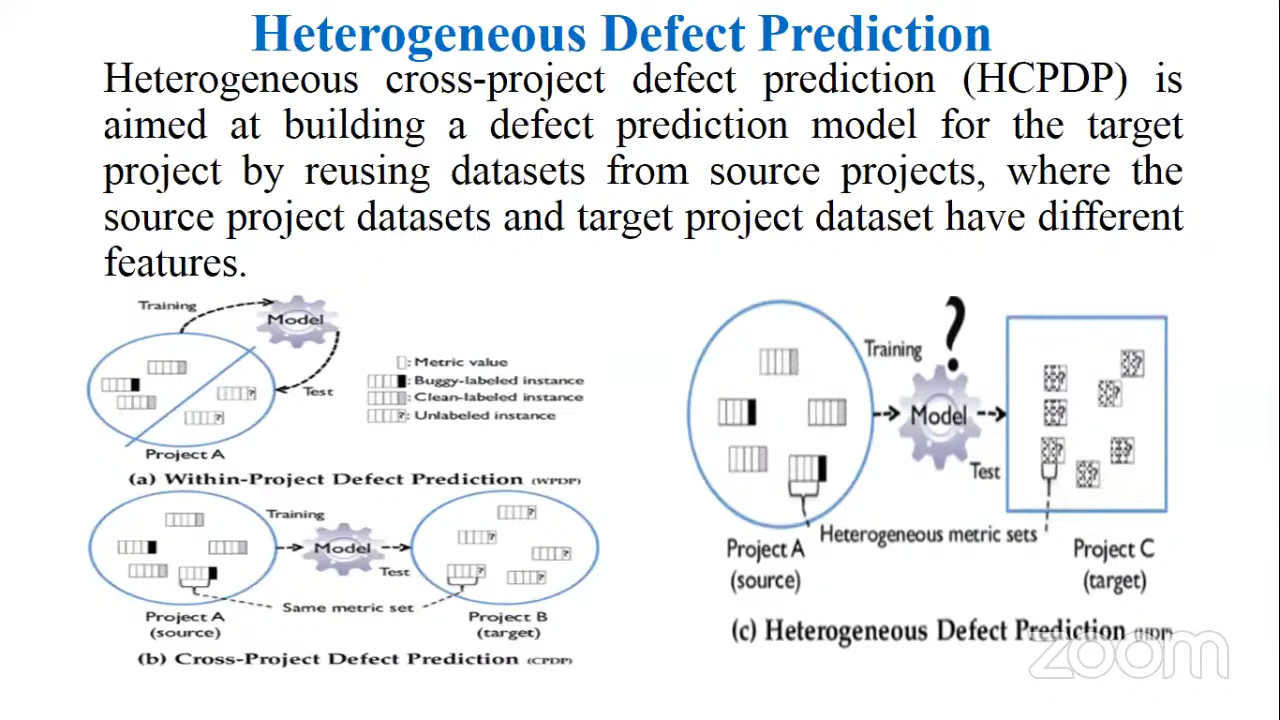 Heterogeneous Defect Prediction
Heterogeneous cross-project defect prediction (HCPDP) is
aimed at building a defect prediction model for the target
project by reusing datasets from source projects, where the
source project datasets and target project dataset have different
features.
Training
Model
Test
Project A
: Metric value
: Buggy-labeled instance
: Clean-labeled instance
? : Unlabeled instance
(a) Within-Project Defect Prediction (WPDP)
Training
Model
Test
Same metric set
Project A
(source)
Project B
(target)
(b) Cross-Project Defect Prediction (CPDP)
?
Training
Model
Test
Heterogeneous metric sets
Project A
(source)
Project C
(target)
(c) Heterogeneous Defect Prediction (HDP)
zoom